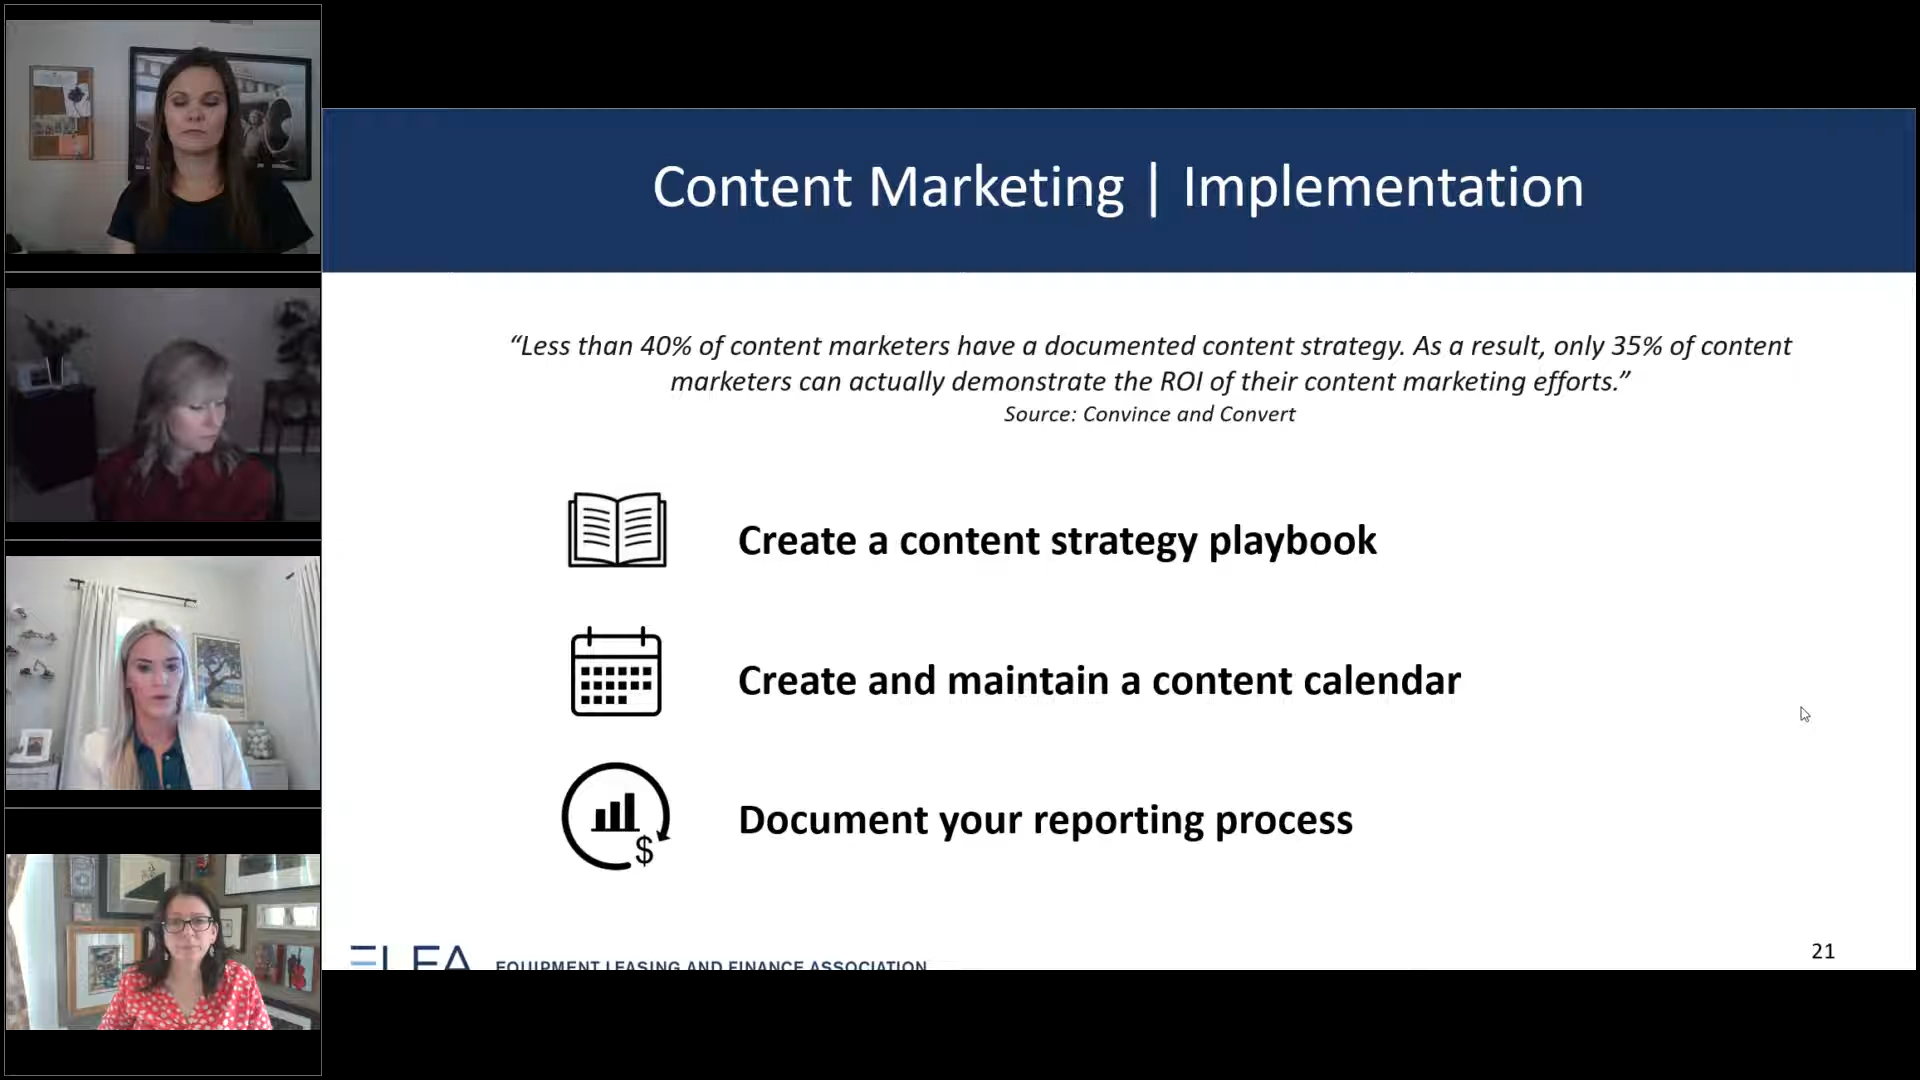 Content Marketing | Implementation
“Less than 40% of content marketers have a documented content strategy. As a result, only 35% of content
marketers can actually demonstrate the ROI of their content marketing efforts.”
Source: Convince and Convert
Create a content strategy playbook
Create and maintain a content calendar
$
Document your reporting process
ELFA EQUIPMENT LEASING AND FINANCE ASSOCIATION
21